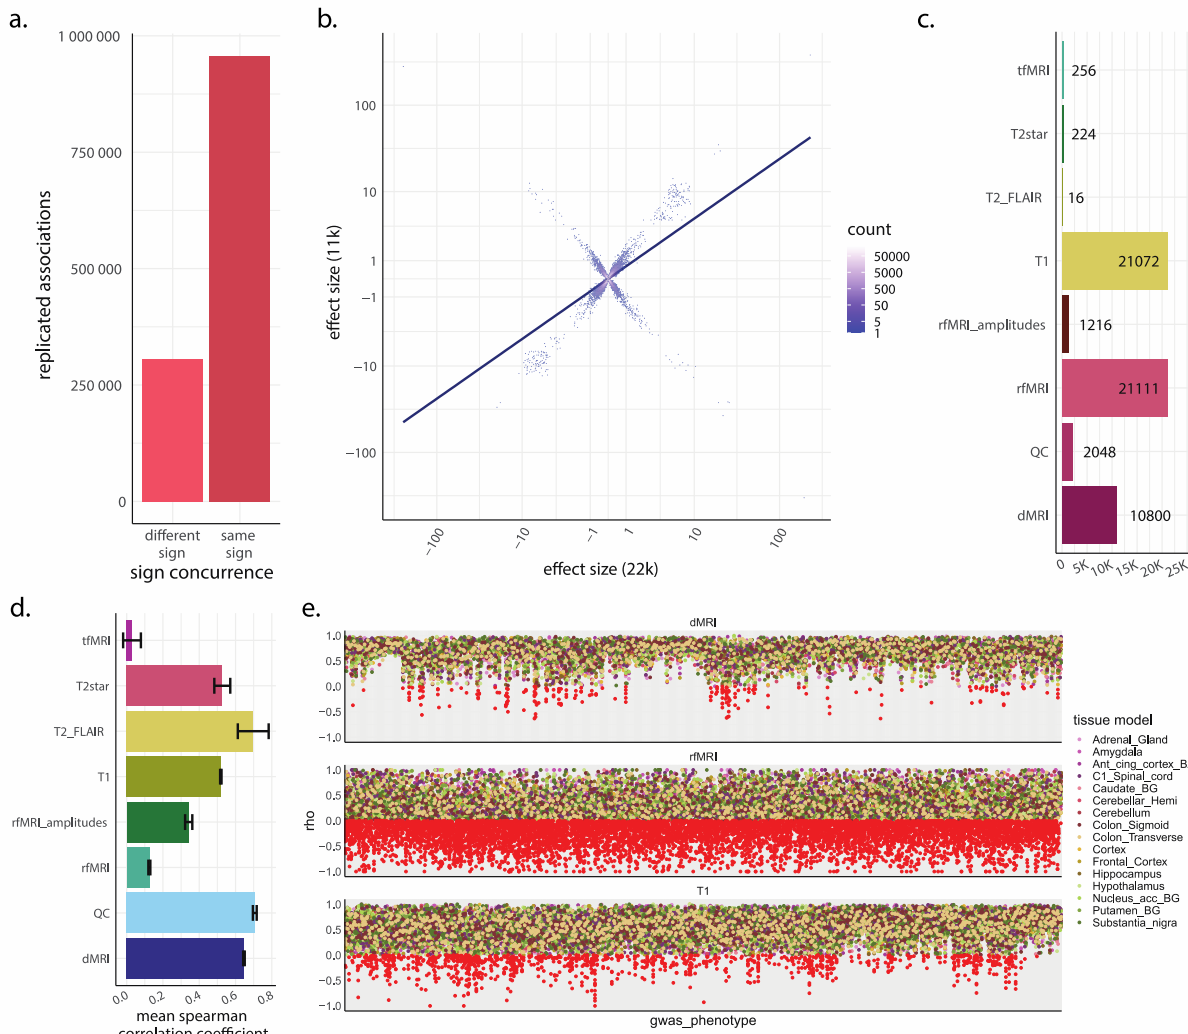 a.
1 000 000
750 000
500 000
250 000
0
replicated associations
different
sign
same
sign
sign concurrence
b.
100
10
1
−1
−10
−100
effect size (11k)
−100
−10
−1
1
10
100
effect size (22k)
count
50000
5000
500
50
5
1
c.
tfMRI
256
T2star
224
T2_FLAIR
16
T1
21072
rfMRI_amplitudes
1216
rfMRI
21111
QC
2048
dMRI
10800
0
5K
10K
15K
20K
25K
d.
tfMRI
T2star
T2_FLAIR
T1
rfMRI_amplitudes
rfMRI
QC
dMRI
0.0
0.2
0.4
0.6
0.8
mean spearman
correlation coefficient
e.
dMRI
1.0
0.5
0.0
−0.5
−1.0
rfMRI
1.0
0.5
0.0
−0.5
−1.0
T1
1.0
0.5
0.0
−0.5
−1.0
rho
gwas_phenotype
tissue model
Adrenal_Gland
Amygdala
Ant_cing_cortex_B
C1_Spinal_cord
Caudate_BG
Cerebellar_Hemi
Cerebellum
Colon_Sigmoid
Colon_Transverse
Cortex
Frontal_Cortex
Hippocampus
Hypothalamus
Nucleus_acc_BG
Putamen_BG
Substantia_nigra